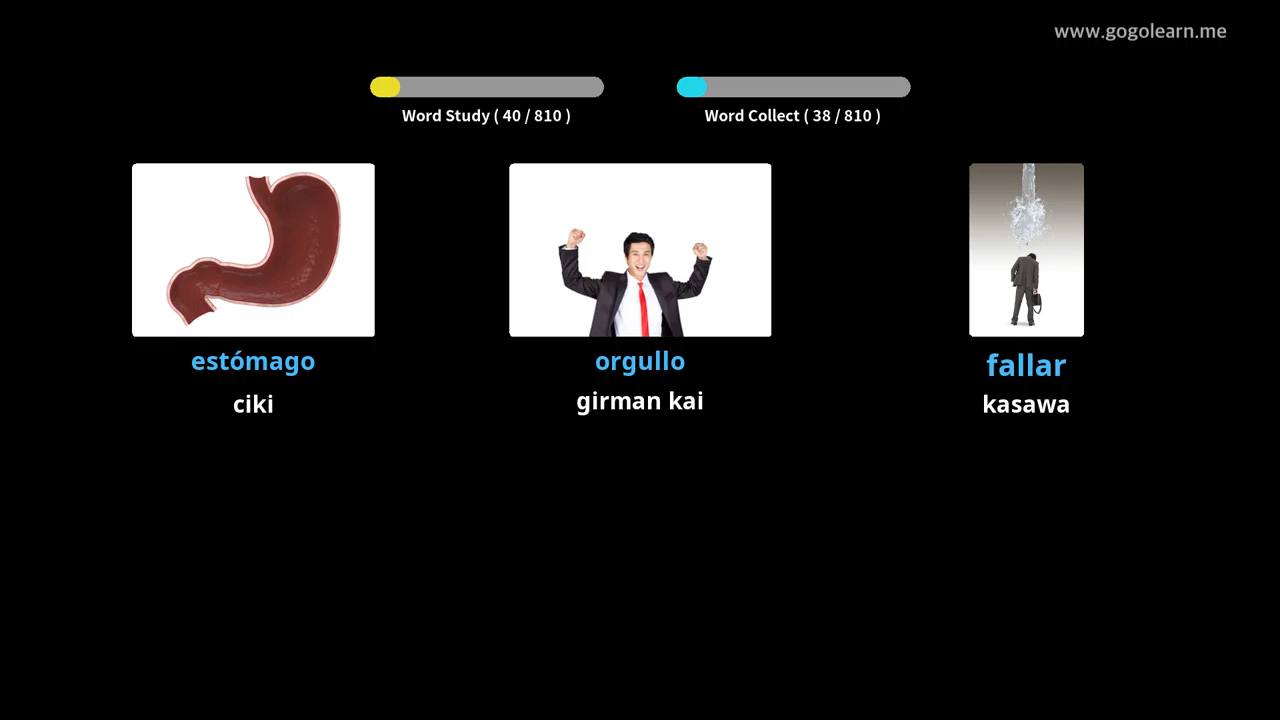 www.gogolearn.me
Word Study ( 40 / 810 )
Word Collect ( 38 / 810 )
estómago
orgullo
fallar
ciki
girman kai
kasawa